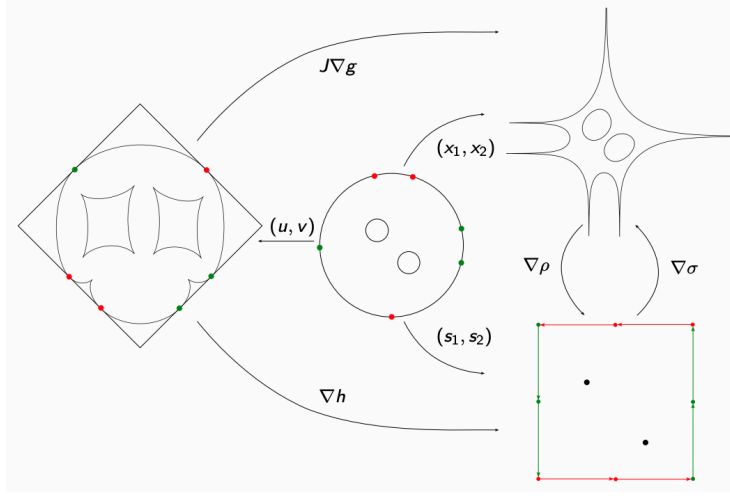 J∇g
(x₁, x₂)
(u, v)
∇ρ
∇σ
(s₁, s₂)
∇h